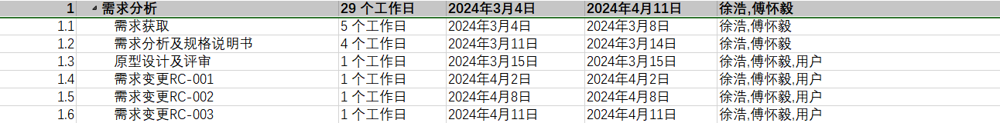 1 需求分析 29 个工作日 2024年3月4日 2024年4月11日 徐浩,傅怀毅
1.1 需求获取 5 个工作日 2024年3月4日 2024年3月8日 徐浩,傅怀毅
1.2 需求分析及规格说明书 4 个工作日 2024年3月11日 2024年3月14日 徐浩,傅怀毅
1.3 原型设计及评审 1 个工作日 2024年3月15日 2024年3月15日 徐浩,傅怀毅,用户
1.4 需求变更RC-001 1 个工作日 2024年4月2日 2024年4月2日 徐浩,傅怀毅,用户
1.5 需求变更RC-002 1 个工作日 2024年4月8日 2024年4月8日 徐浩,傅怀毅,用户
1.6 需求变更RC-003 1 个工作日 2024年4月11日 2024年4月11日 徐浩,傅怀毅,用户